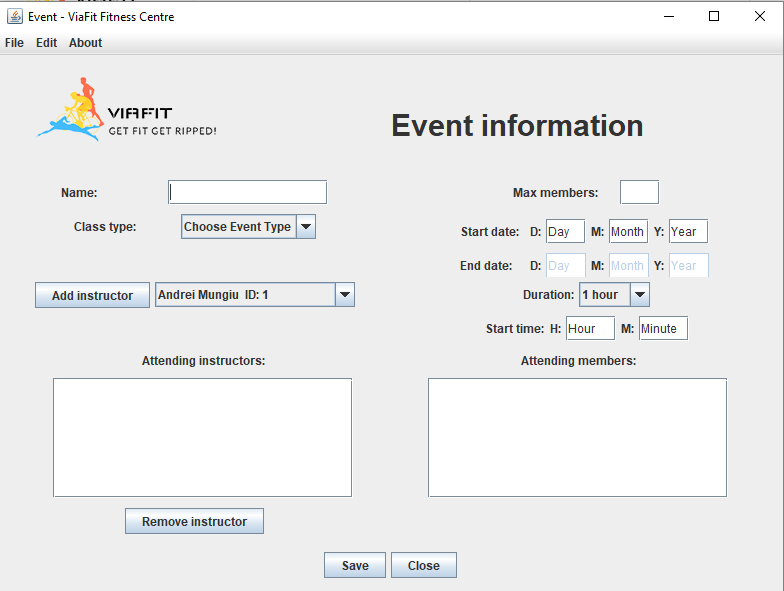 Event - ViaFit Fitness Centre
File Edit About
VIAFIT
GET FIT GET RIPPED!
Event information
Name:
Max members:
Class type: Choose Event Type
Start date: D: Day M: Month Y: Year
End date: D: Day M: Month Y: Year
Add instructor Andrei Mungiu ID: 1
Duration: 1 hour
Start time: H: Hour M: Minute
Attending instructors:
Attending members:
Remove instructor
Save Close